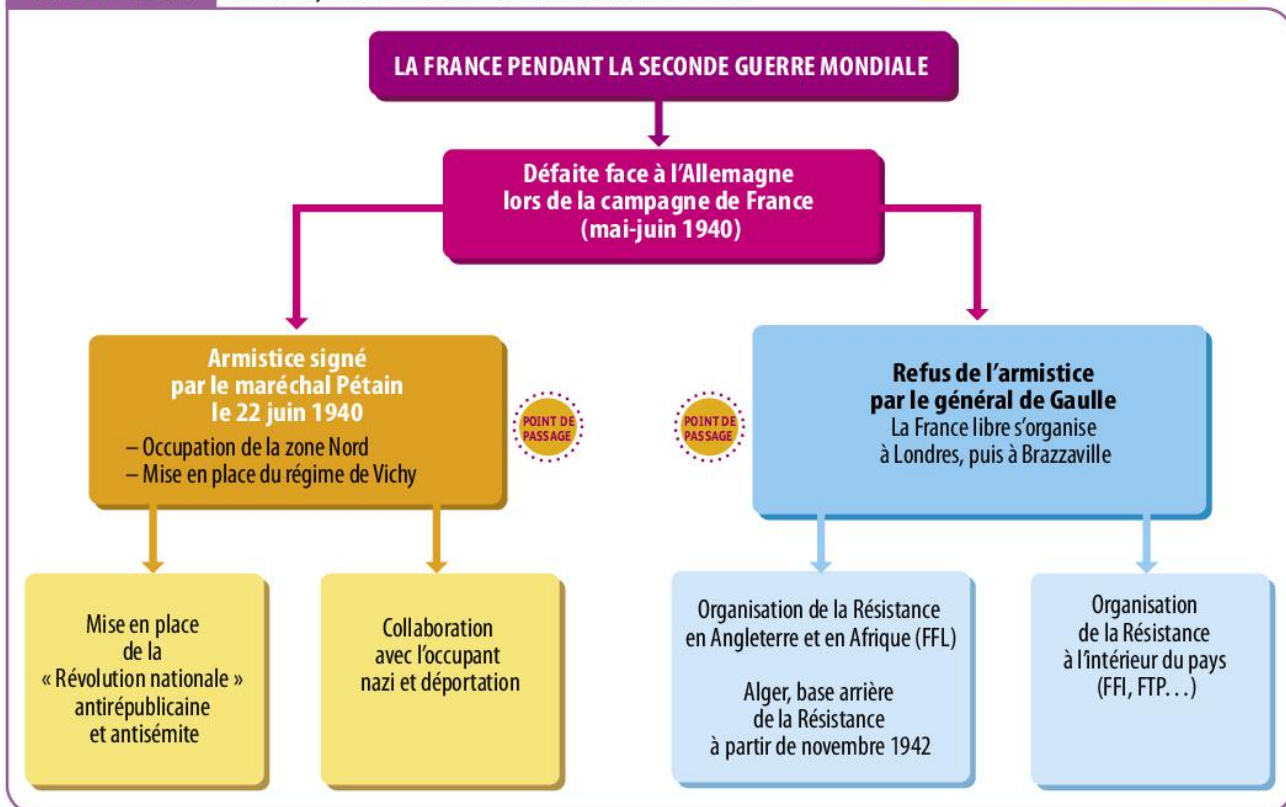 LA FRANCE PENDANT LA SECONDE GUERRE MONDIALE
Défaite face à l'Allemagne
lors de la campagne de France
(mai-juin 1940)
Armistice signé
par le maréchal Pétain
le 22 juin 1940
– Occupation de la zone Nord
– Mise en place du régime de Vichy
POINT DE
PASSAGE
POINT DE
PASSAGE
Refus de l'armistice
par le général de Gaulle
La France libre s'organise
à Londres, puis à Brazzaville
Mise en place
de la
« Révolution nationale »
antirépublicaine
et antisémite
Collaboration
avec l'occupant
nazi et déportation
Organisation de la Résistance
en Angleterre et en Afrique (FFL)
Alger, base arrière
de la Résistance
à partir de novembre 1942
Organisation
de la Résistance
à l'intérieur du pays
(FFI, FTP…)